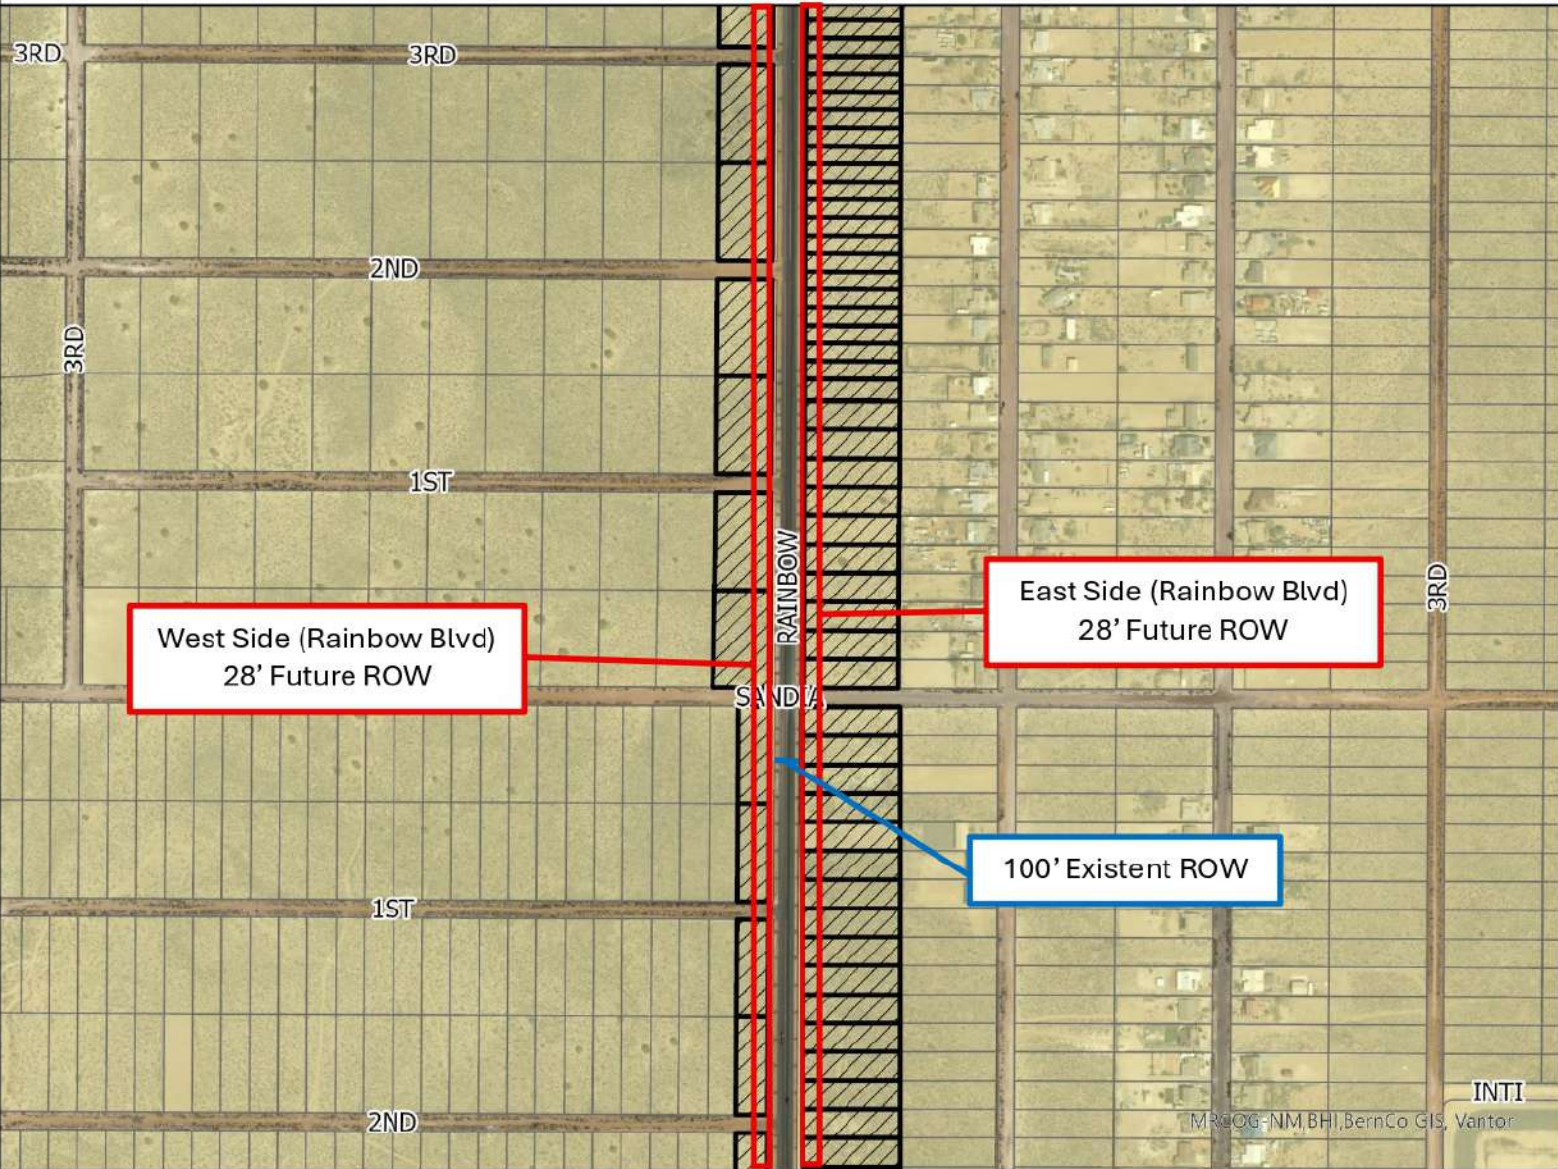 3RD
3RD
2ND
3RD
1ST
RAINBOW
East Side (Rainbow Blvd)
28’ Future ROW
3RD
West Side (Rainbow Blvd)
28’ Future ROW
SANDIA
100’ Existent ROW
1ST
INTI
2ND
MRCOG-NM,BHI,BernCo GIS, Vantor